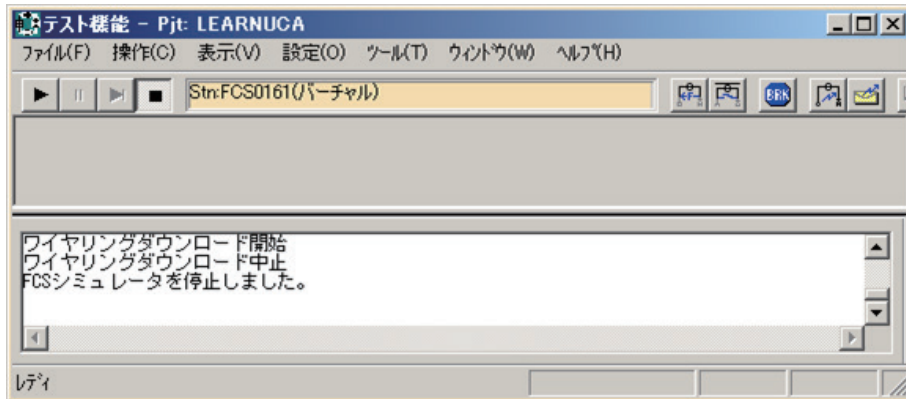 テスト機能 - Pjt: LEARNUCA
ファイル(F) 操作(C) 表示(V) 設定(O) ツール(T) ウィンドウ(W) ヘルプ(H)
Stn:FCS0161(バーチャル)
BRK
ワイヤリングダウンロード開始
ワイヤリングダウンロード中止
FCSシミュレータを停止しました。
レディ